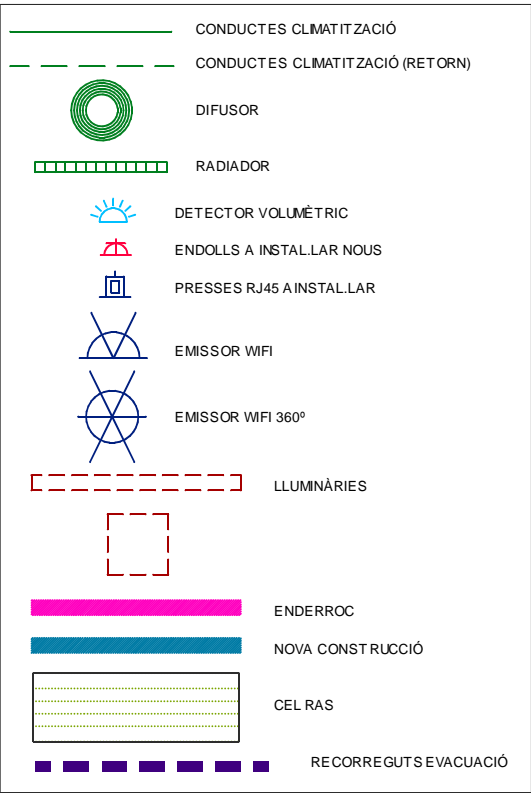 CONDUCTES CLIMATITZACIÓ
CONDUCTES CLIMATITZACIÓ (RETORN)
DIFUSOR
RADIADOR
DETECTOR VOLUMÈTRIC
ENDOLLS A INSTAL.LAR NOUS
PRESSES RJ45 A INSTAL.LAR
EMISSOR WIFI
EMISSOR WIFI 360º
LLUMINÀRIES
ENDERROC
NOVA CONSTRUCCIÓ
CEL RAS
RECORREGUTS EVACUACIÓ